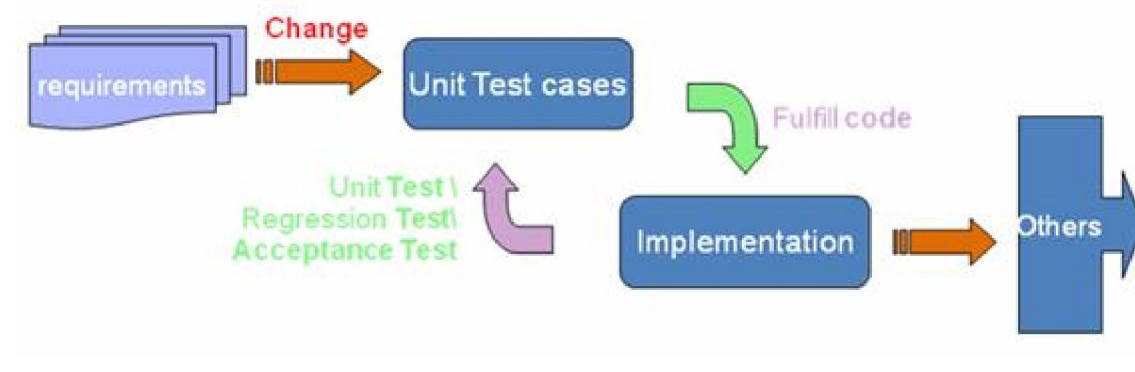 Change
requirements
Unit Test cases
Fulfill code
Unit Test \
Regression Test\
Acceptance Test
Implementation
Others